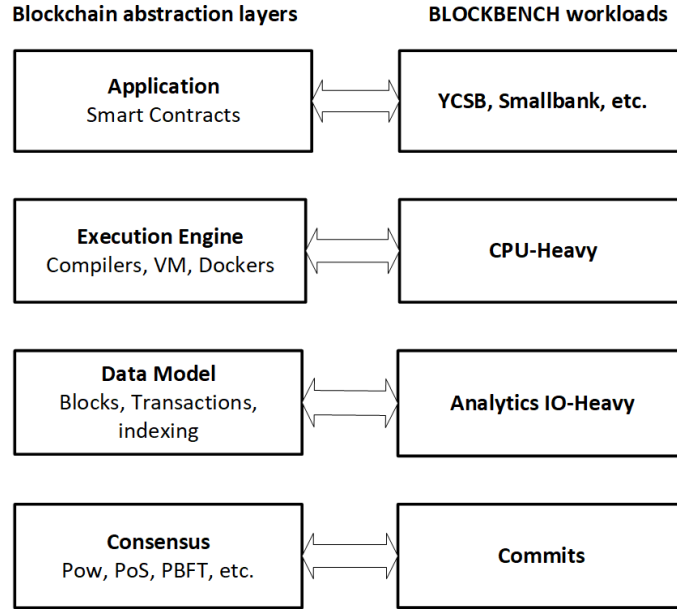 Blockchain abstraction layers
BLOCKBENCH workloads
Application
Smart Contracts
YCSB, Smallbank, etc.
Execution Engine
Compilers, VM, Dockers
CPU-Heavy
Data Model
Blocks, Transactions,
indexing
Analytics IO-Heavy
Consensus
Pow, PoS, PBFT, etc.
Commits